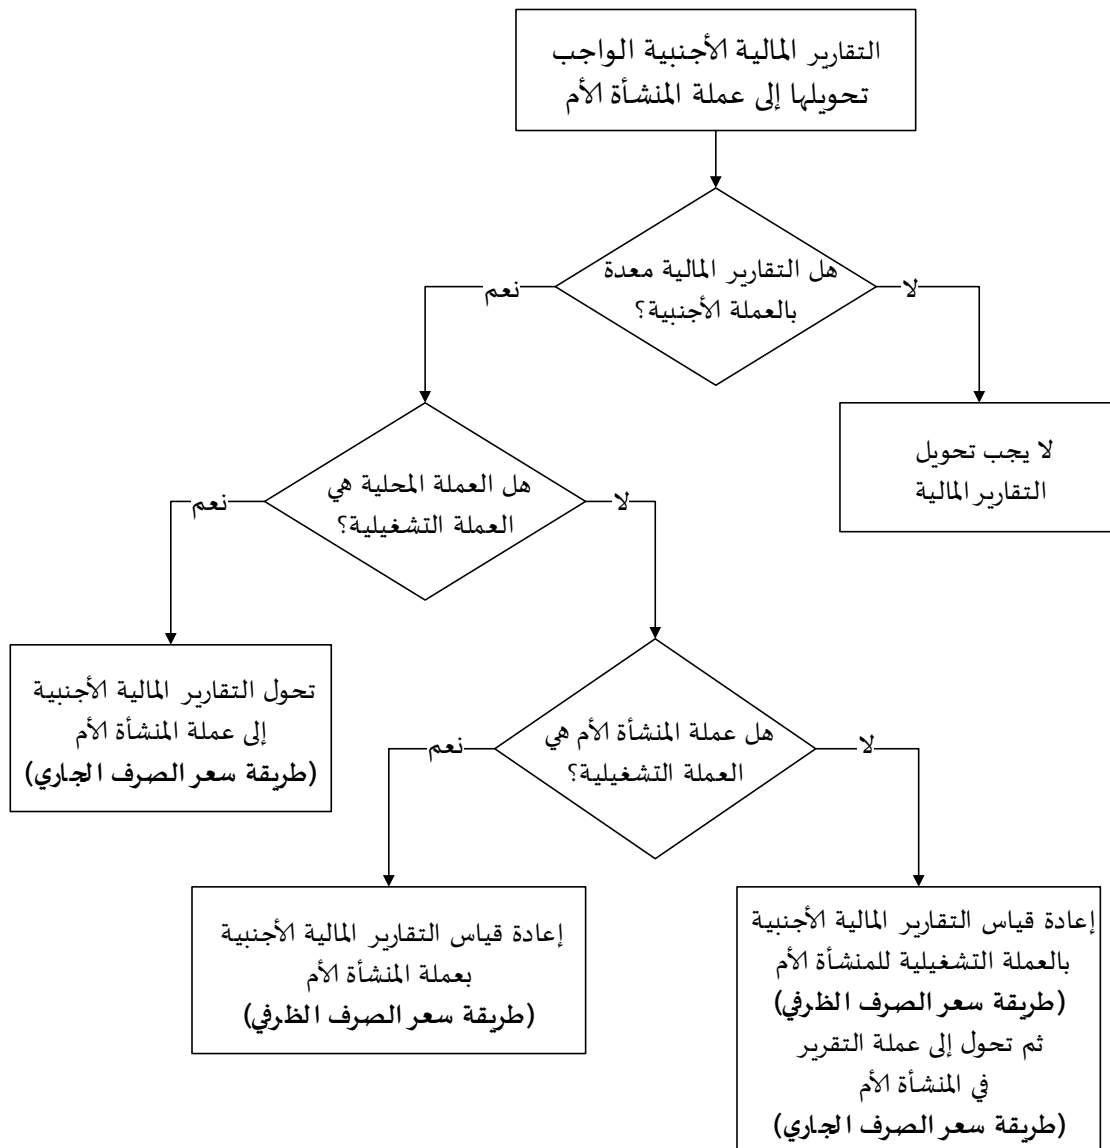 التقارير المالية الأجنبية الواجب
تحويلها إلى عملة المنشأة الأم
هل التقارير المالية معدة
بالعملة الأجنبية؟
لا
نعم
لا يجب تحويل
التقارير المالية
هل العملة المحلية هي
العملة التشغيلية؟
لا
نعم
تحول التقارير المالية الأجنبية
إلى عملة المنشأة الأم
(طريقة سعر الصرف الجاري)
هل عملة المنشأة الأم هي
العملة التشغيلية؟
لا
نعم
إعادة قياس التقارير المالية الأجنبية
بالعملة التشغيلية للمنشأة الأم
(طريقة سعر الصرف الظرفي)
ثم تحول إلى عملة التقرير
في المنشأة الأم
(طريقة سعر الصرف الجاري)
إعادة قياس التقارير المالية الأجنبية
بعملة المنشأة الأم
(طريقة سعر الصرف الظرفي)